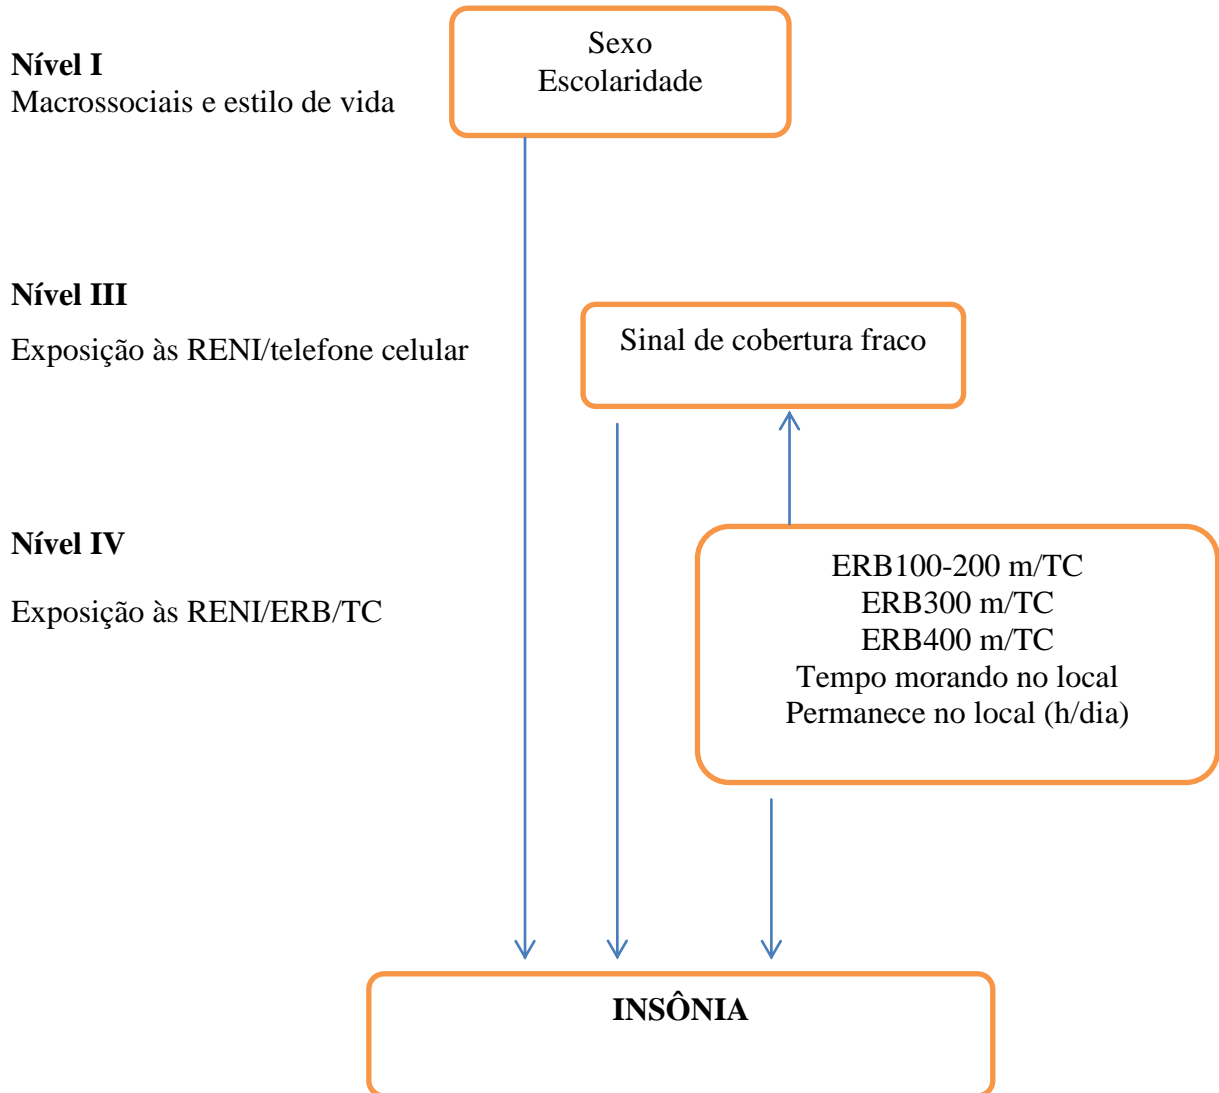 Sexo
Escolaridade
Nível I
Macrossociais e estilo de vida
Nível III
Exposição às RENI/telefone celular
Sinal de cobertura fraco
Nível IV
Exposição às RENI/ERB/TC
ERB100-200 m/TC
ERB300 m/TC
ERB400 m/TC
Tempo morando no local
Permanece no local (h/dia)
INSÔNIA